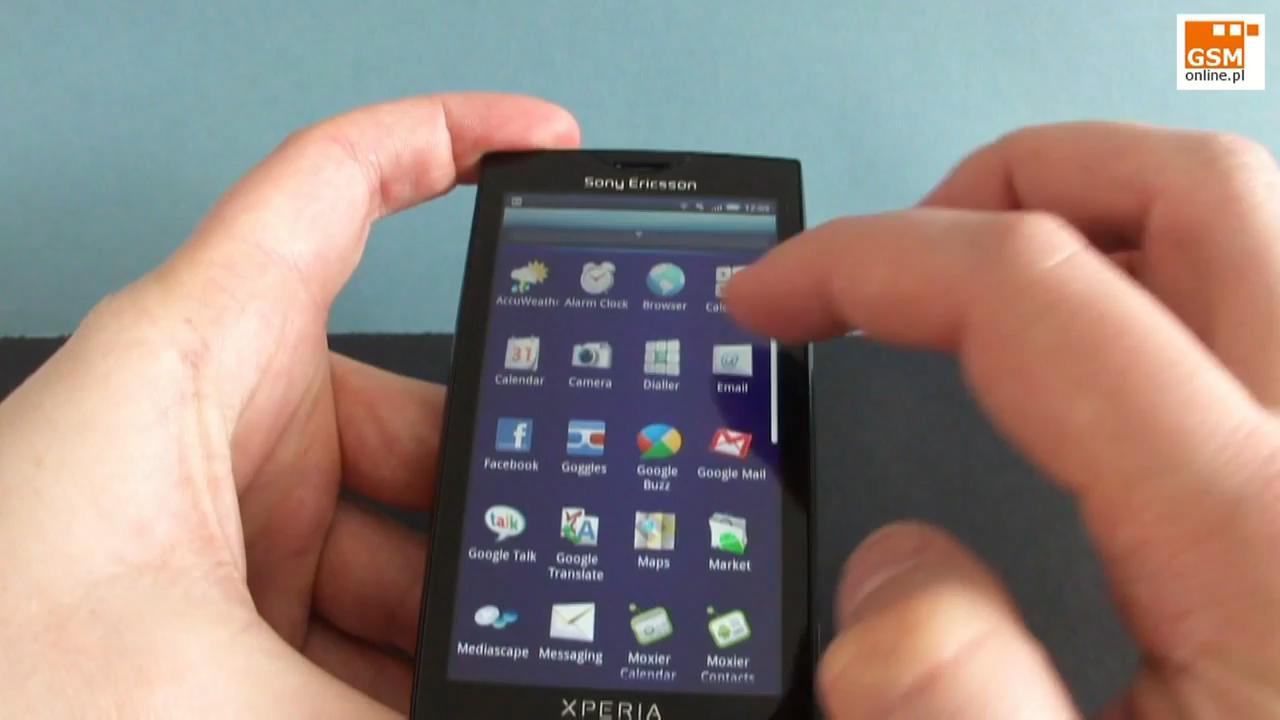 GSM
online.pl
Sony Ericsson
AccuWeath
Alarm Clock
Browser
Calendar
31
Camera
Dialler
Email
Facebook
Goggles
Google
Buzz
Google Mail
talk
Google Talk
Google
Translate
Maps
Market
Mediascape
Messaging
Moxier
Calendar
Moxier
Contacts
XPERIA